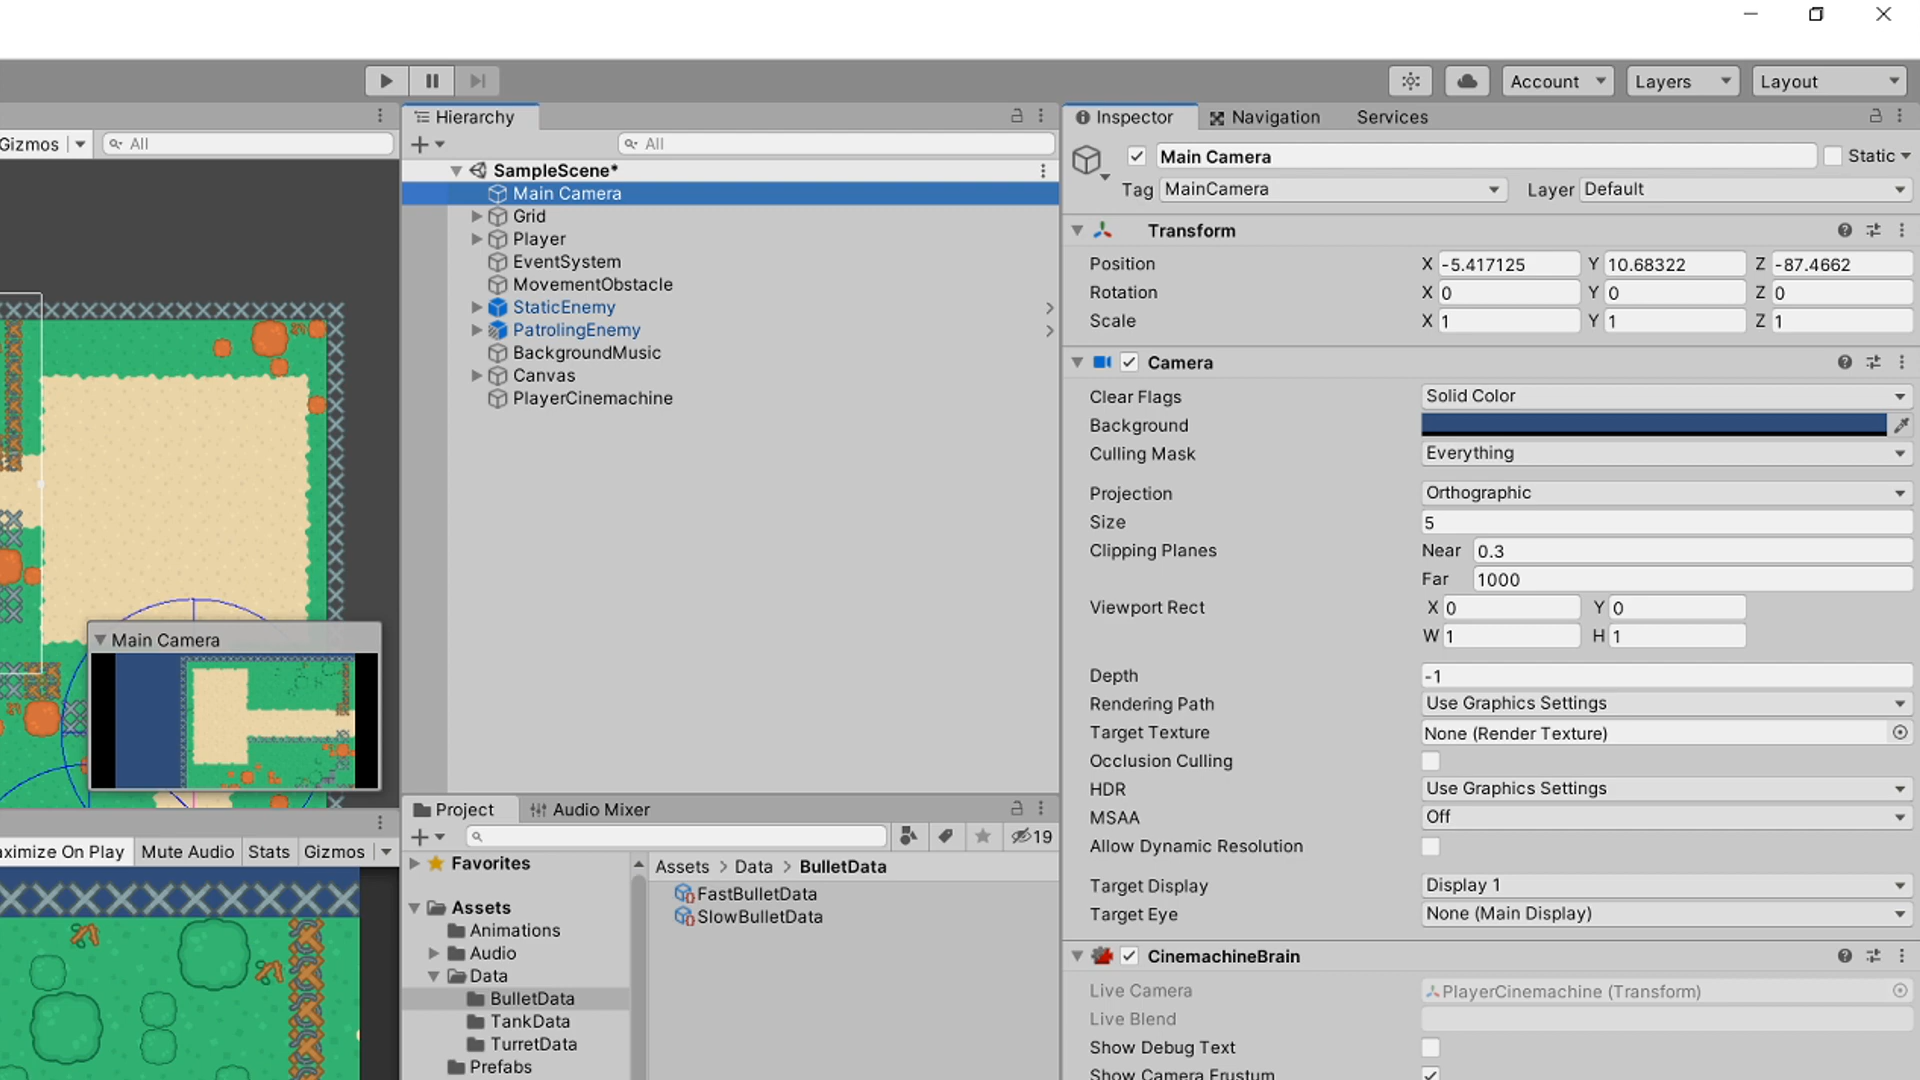 Account
Layers
Layout
Hierarchy
Inspector
Navigation
Services
Gizmos
All
All
Main Camera
Static
Tag
MainCamera
Layer
Default
SampleScene*
Main Camera
Grid
Player
EventSystem
MovementObstacle
StaticEnemy
PatrolingEnemy
BackgroundMusic
Canvas
PlayerCinemachine
Transform
Position X -5.417125 Y 10.68322 Z -87.4662
Rotation X 0 Y 0 Z 0
Scale X 1 Y 1 Z 1
Camera
Clear Flags Solid Color
Background
Culling Mask Everything
Projection Orthographic
Size 5
Clipping Planes Near 0.3
Far 1000
Viewport Rect X 0 Y 0
W 1 H 1
Depth -1
Rendering Path Use Graphics Settings
Target Texture None (Render Texture)
Occlusion Culling
HDR Use Graphics Settings
MSAA Off
Allow Dynamic Resolution
Target Display Display 1
Target Eye None (Main Display)
CinemachineBrain
Live Camera PlayerCinemachine (Transform)
Live Blend
Show Debug Text
Show Camera Frustum
Main Camera
aximize On Play Mute Audio Stats Gizmos
Project
Audio Mixer
19
Favorites
Assets
Animations
Audio
Data
BulletData
TankData
TurretData
Prefabs
Assets > Data > BulletData
FastBulletData
SlowBulletData